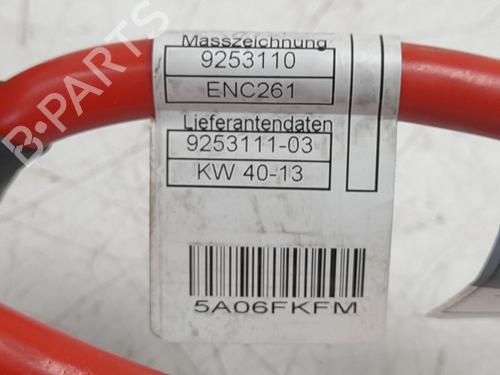 Masszeichnung
9253110
ENC261
Lieferantendaten
9253111-03
KW 40-13
5A06FKFM
B-PARTS